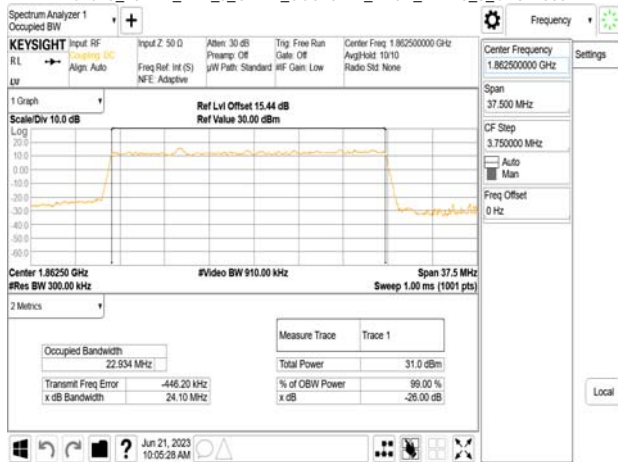 Spectrum Analyzer 1
Occupied BW
Frequency
KEYSIGHT
RL
Input: RF
Coupling: DC
Align: Auto
Input Z: 50 Ω
Freq Ref: Int (S)
NFE: Adaptive
Atten: 30 dB
Preamp: Off
µW Path: Standard
Trig: Free Run
Gate: Off
#IF Gain: Low
Center Freq: 1.862500000 GHz
Avg|Hold: 10/10
Radio Std: None
Center Frequency
1.862500000 GHz
Settings
Span
37.500 MHz
CF Step
3.750000 MHz
Auto
Man
Freq Offset
0 Hz
1 Graph
Scale/Div 10.0 dB
Ref Lvl Offset 15.44 dB
Ref Value 30.00 dBm
Log
20.0
10.0
0.00
-10.0
-20.0
-30.0
-40.0
-50.0
-60.0
Center 1.86250 GHz
#Res BW 300.00 kHz
#Video BW 910.00 kHz
Span 37.5 MHz
Sweep 1.00 ms (1001 pts)
2 Metrics
Measure Trace Trace 1
Occupied Bandwidth
22.934 MHz
Total Power 31.0 dBm
Transmit Freq Error -446.20 kHz
% of OBW Power 99.00 %
x dB Bandwidth 24.10 MHz
x dB -26.00 dB
Local
?
Jun 21, 2023
10:05:28 AM